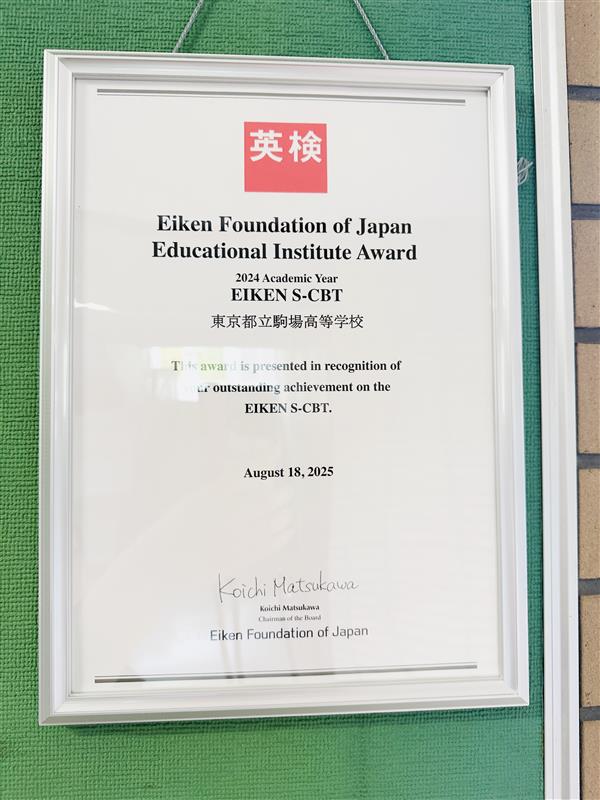 英検
Eiken Foundation of Japan
Educational Institute Award
2024 Academic Year
EIKEN S-CBT
東京都立駒場高等学校
This award is presented in recognition of
your outstanding achievement on the
EIKEN S-CBT.
August 18, 2025
Koichi Matsukawa
Koichi Matsukawa
Chairman of the Board
Eiken Foundation of Japan